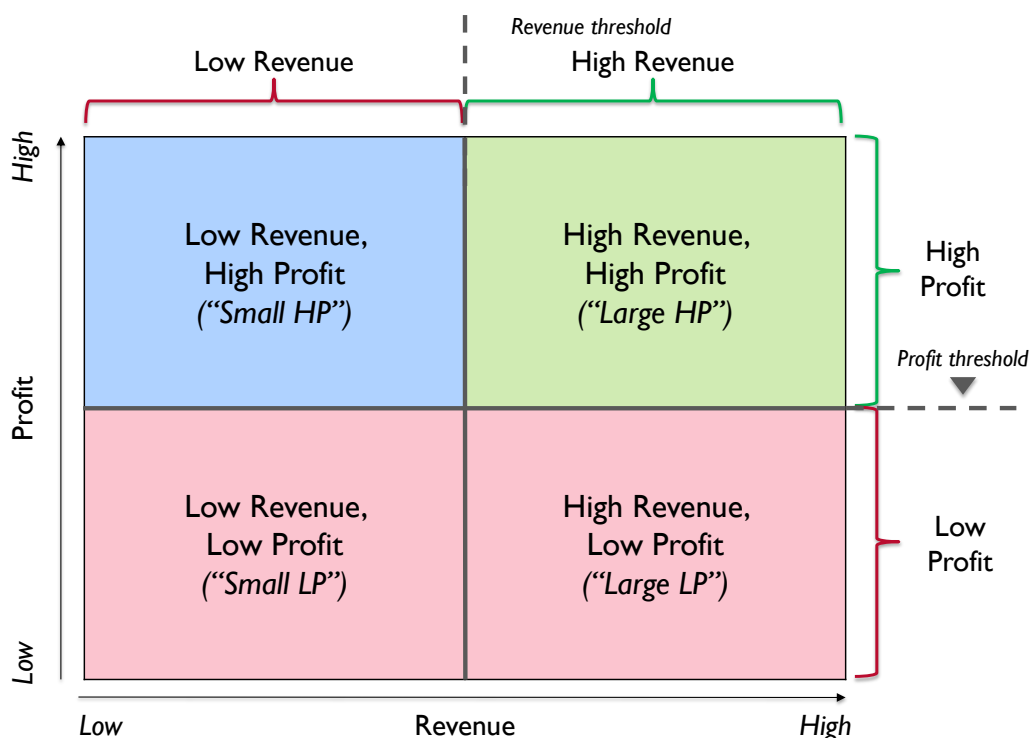 Revenue threshold
Low Revenue
High Revenue
High
Low Revenue,
High Profit
(“Small HP”)
High Revenue,
High Profit
(“Large HP”)
High
Profit
Profit threshold
Profit
Low Revenue,
Low Profit
(“Small LP”)
High Revenue,
Low Profit
(“Large LP”)
Low
Profit
Low
Low
Revenue
High